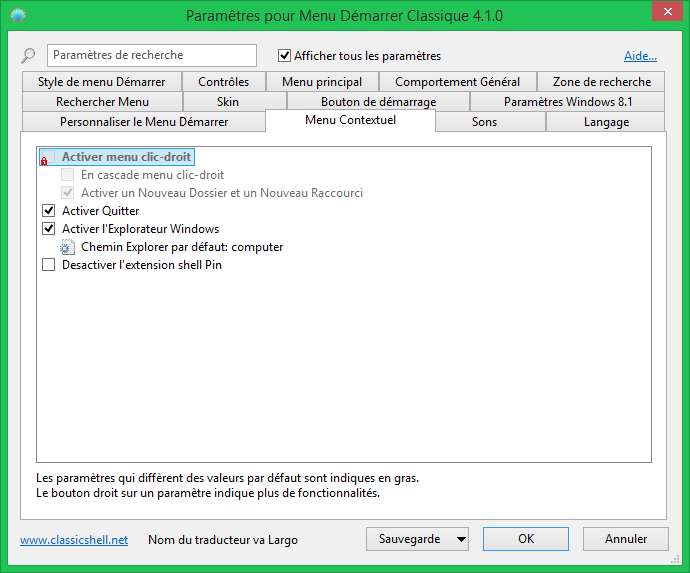 Paramêtres pour Menu Démarrer Classique 4.1.0
Paramètres de recherche
Afficher tous les paramètres
Aide...
Style de menu Démarrer
Contrôles
Menu principal
Comportement Général
Zone de recherche
Rechercher Menu
Skin
Bouton de démarrage
Paramètres Windows 8.1
Personnaliser le Menu Démarrer
Menu Contextuel
Sons
Langage
Activer menu clic-droit
En cascade menu clic-droit
Activer un Nouveau Dossier et un Nouveau Raccourci
Activer Quitter
Activer l'Explorateur Windows
Chemin Explorer par défaut: computer
Desactiver l'extension shell Pin
Les paramètres qui diffèrent des valeurs par défaut sont indiques en gras.
Le bouton droit sur un paramètre indique plus de fonctionnalités.
www.classicshell.net
Nom du traducteur va Largo
Sauvegarde
OK
Annuler